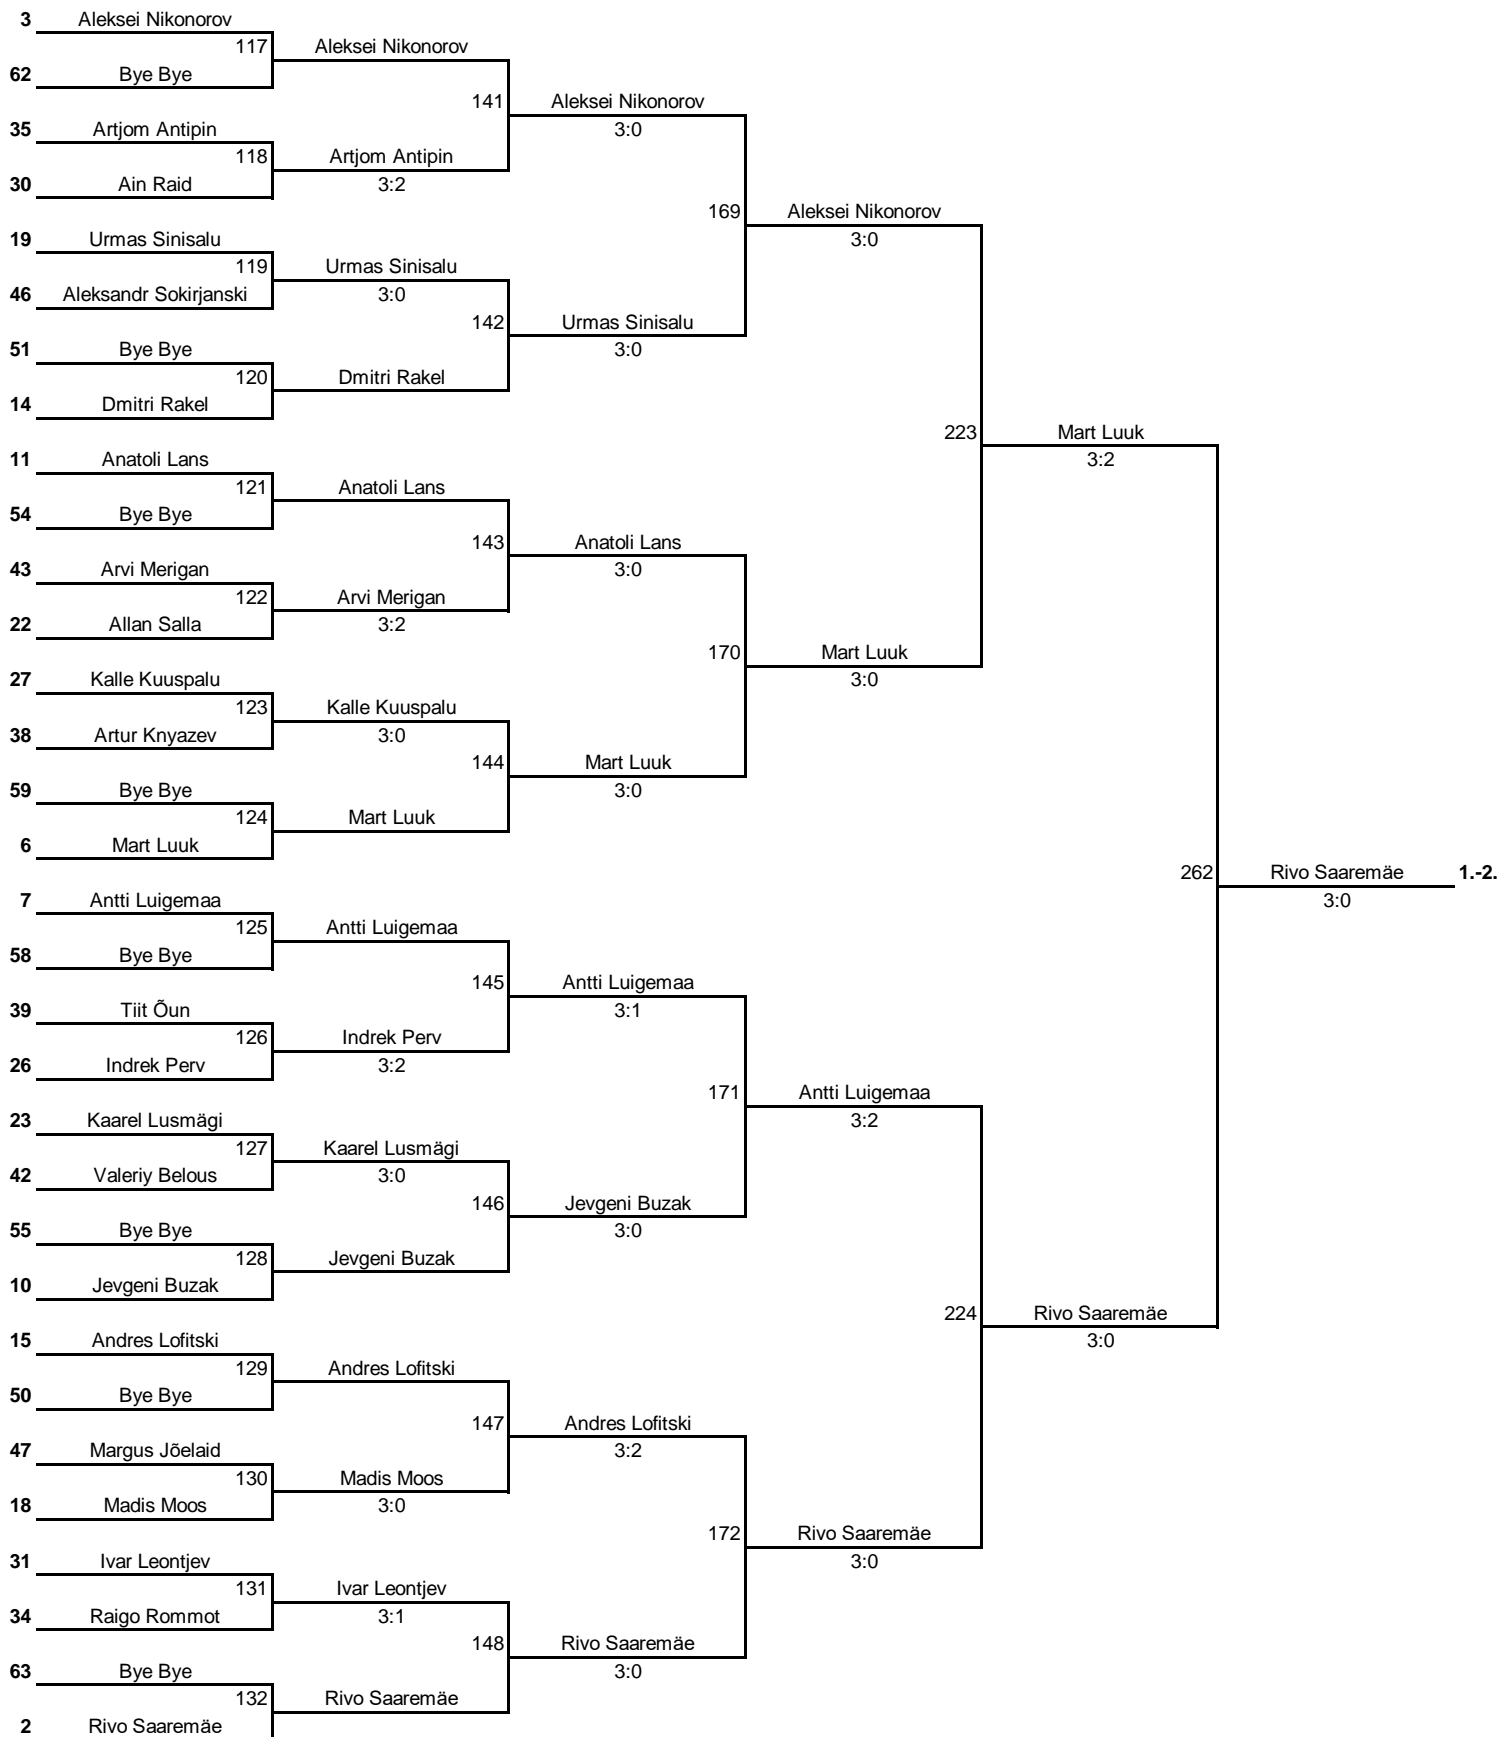 3 Aleksei Nikonorov
117 Aleksei Nikonorov
62 Bye Bye
141 Aleksei Nikonorov
35 Artjom Antipin 3:0
118 Artjom Antipin
30 Ain Raid 3:2
169 Aleksei Nikonorov
19 Urmas Sinisalu 3:0
119 Urmas Sinisalu
46 Aleksandr Sokirjanski 3:0
142 Urmas Sinisalu
51 Bye Bye 3:0
120 Dmitri Rakel
14 Dmitri Rakel
223 Mart Luuk
11 Anatoli Lans 3:2
121 Anatoli Lans
54 Bye Bye
143 Anatoli Lans
43 Arvi Merigan 3:0
122 Arvi Merigan
22 Allan Salla 3:2
170 Mart Luuk
27 Kalle Kuuspalu 3:0
123 Kalle Kuuspalu
38 Artur Knyazev 3:0
144 Mart Luuk
59 Bye Bye 3:0
124 Mart Luuk
6 Mart Luuk
262 Rivo Saaremäe 1.-2.
7 Antti Luigemaa 3:0
125 Antti Luigemaa
58 Bye Bye
145 Antti Luigemaa
39 Tiit Õun 3:1
126 Indrek Perv
26 Indrek Perv 3:2
171 Antti Luigemaa
23 Kaarel Lusmägi 3:2
127 Kaarel Lusmägi
42 Valeriy Belous 3:0
146 Jevgeni Buzak
55 Bye Bye 3:0
128 Jevgeni Buzak
10 Jevgeni Buzak
224 Rivo Saaremäe
15 Andres Lofitski 3:0
129 Andres Lofitski
50 Bye Bye
147 Andres Lofitski
47 Margus Jõelaid 3:2
130 Madis Moos
18 Madis Moos 3:0
172 Rivo Saaremäe
31 Ivar Leontjev 3:0
131 Ivar Leontjev
34 Raigo Rommot 3:1
148 Rivo Saaremäe
63 Bye Bye 3:0
132 Rivo Saaremäe
2 Rivo Saaremäe